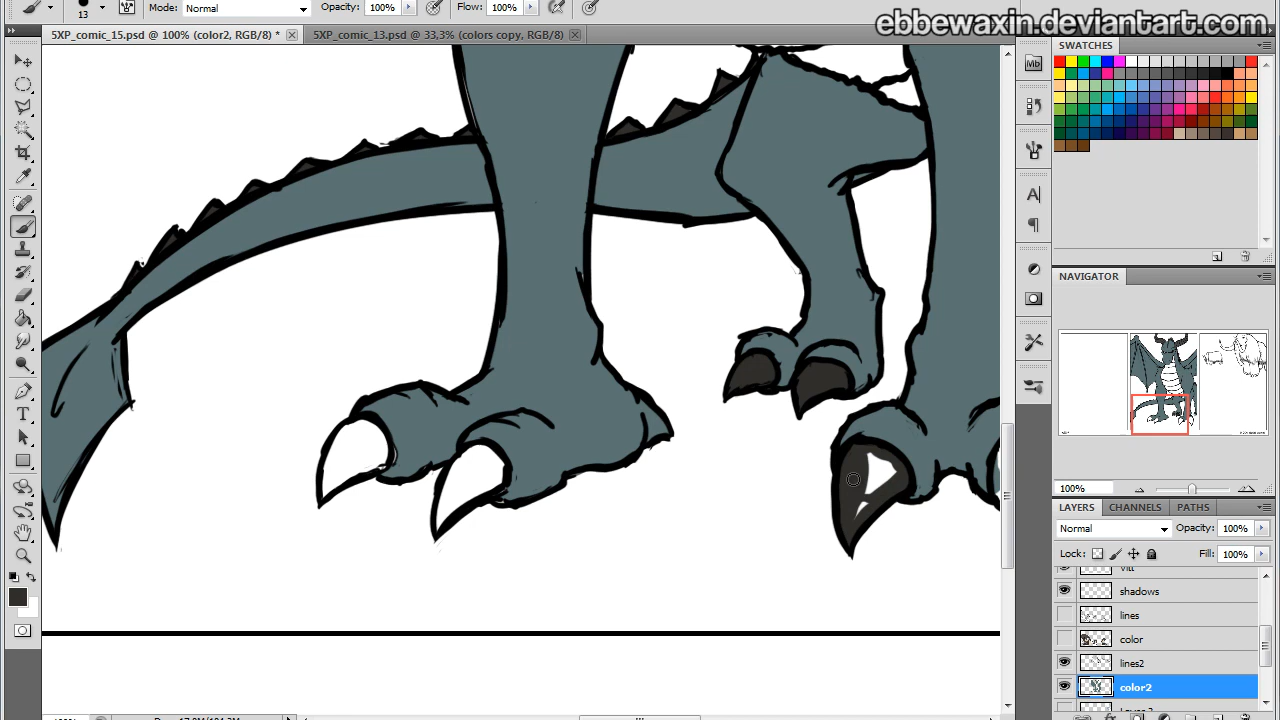 13
Mode:
Normal
Opacity:
100%
Flow:
100%
ebbewaxin.deviantart.com
5XP_comic_15.psd @ 100% (color2, RGB/8) *
5XP_comic_13.psd @ 33,3% (colors copy, RGB/8)
SWATCHES
Mb
A
NAVIGATOR
100%
LAYERS
CHANNELS
PATHS
Normal
Opacity:
100%
Lock:
Fill:
100%
shadows
lines
color
lines2
color2
T